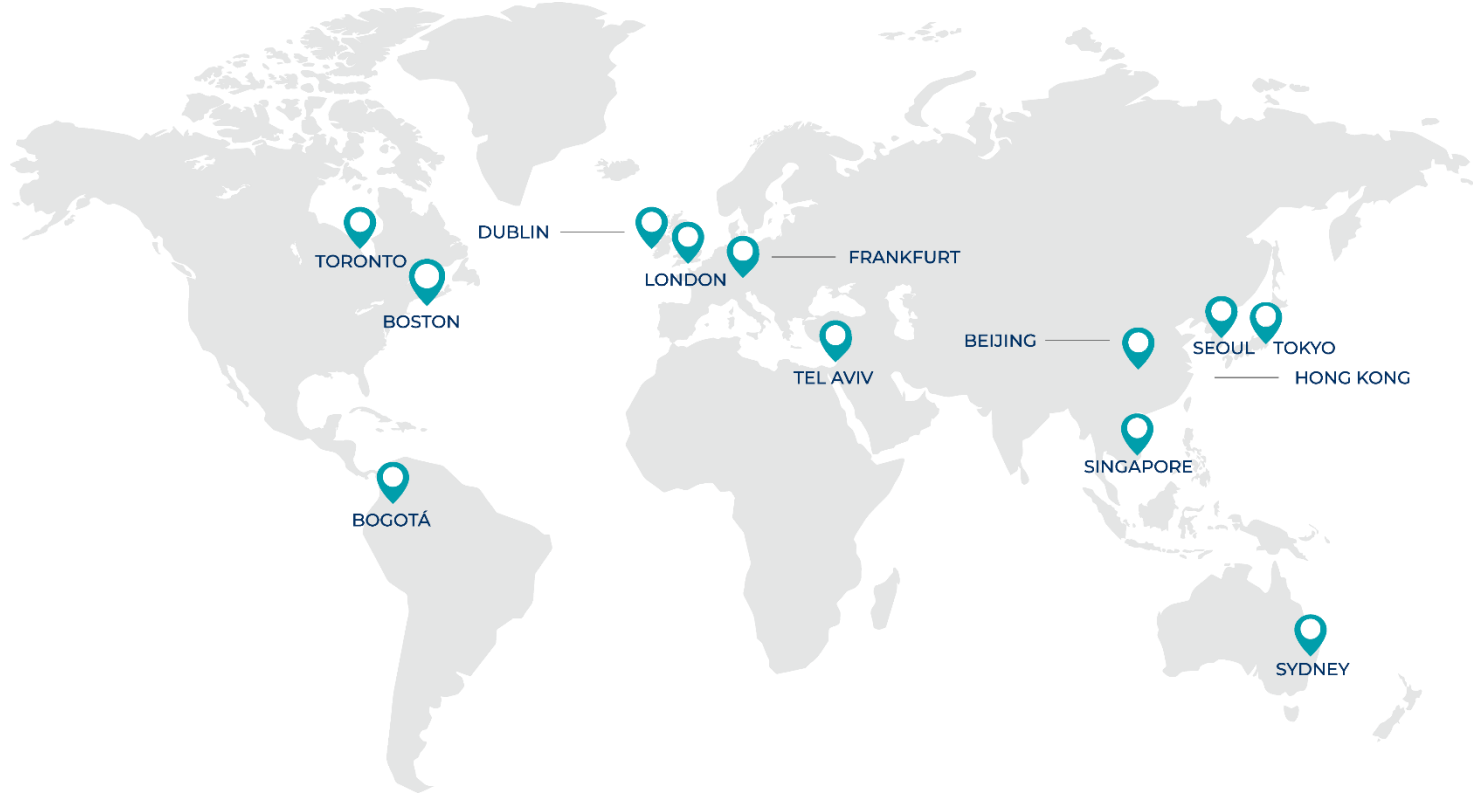 DUBLIN
TORONTO
FRANKFURT
LONDON
BOSTON
BEIJING
SEOUL
TOKYO
TEL AVIV
HONG KONG
SINGAPORE
BOGOTÁ
SYDNEY